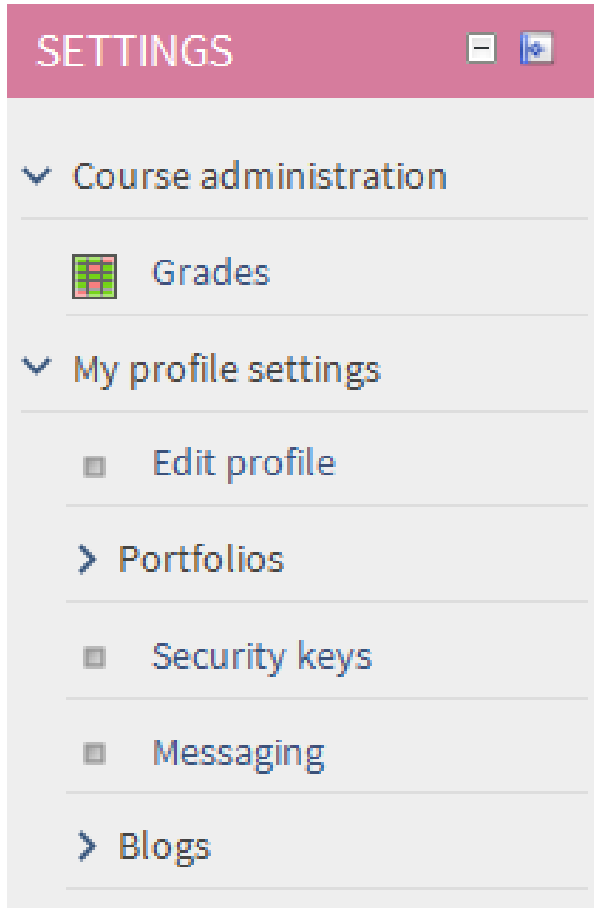 SETTINGS
Course administration
Grades
My profile settings
Edit profile
Portfolios
Security keys
Messaging
Blogs